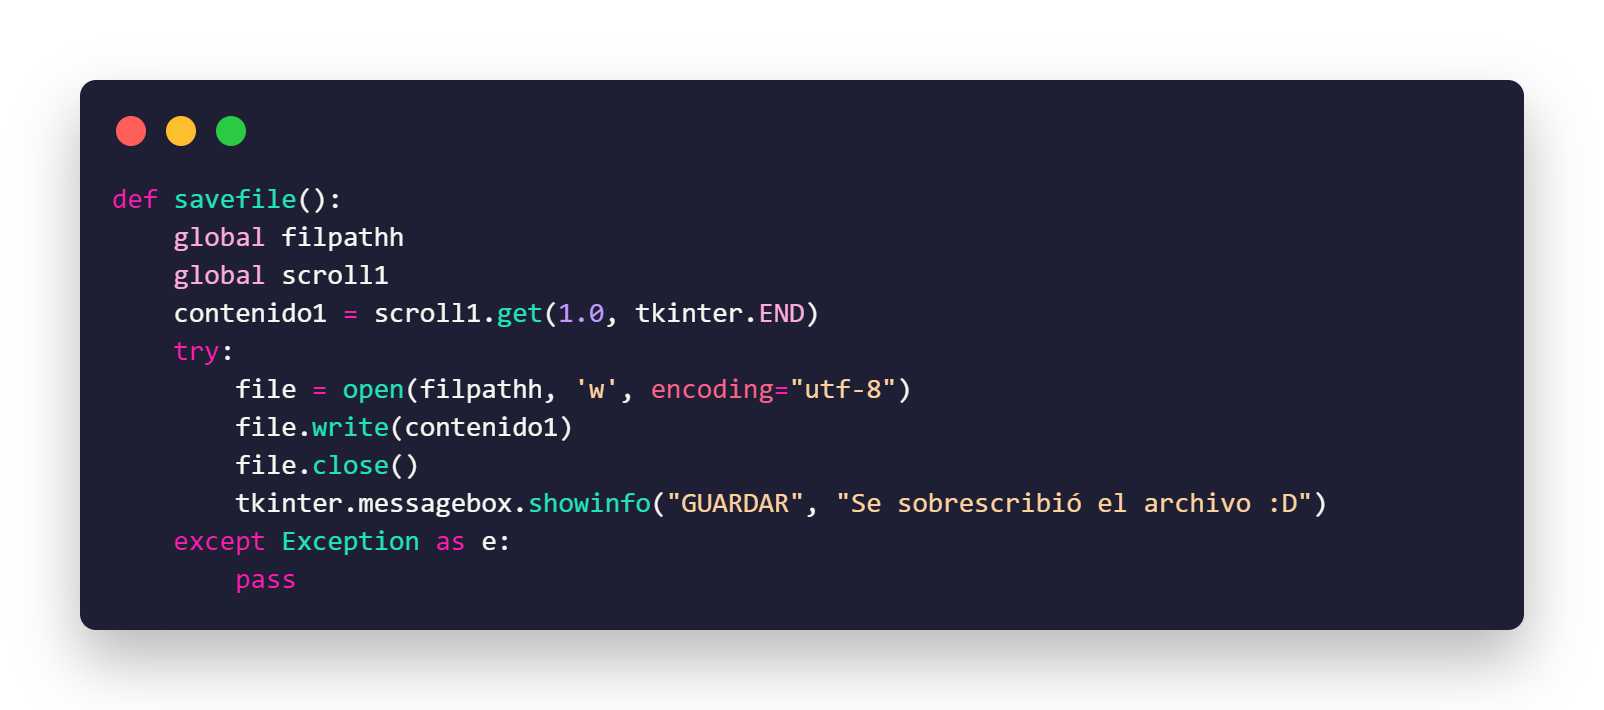 def savefile():
    global filpathh
    global scroll1
    contenido1 = scroll1.get(1.0, tkinter.END)
    try:
        file = open(filpathh, 'w', encoding="utf-8")
        file.write(contenido1)
        file.close()
        tkinter.messagebox.showinfo("GUARDAR", "Se sobrescribió el archivo :D")
    except Exception as e:
        pass